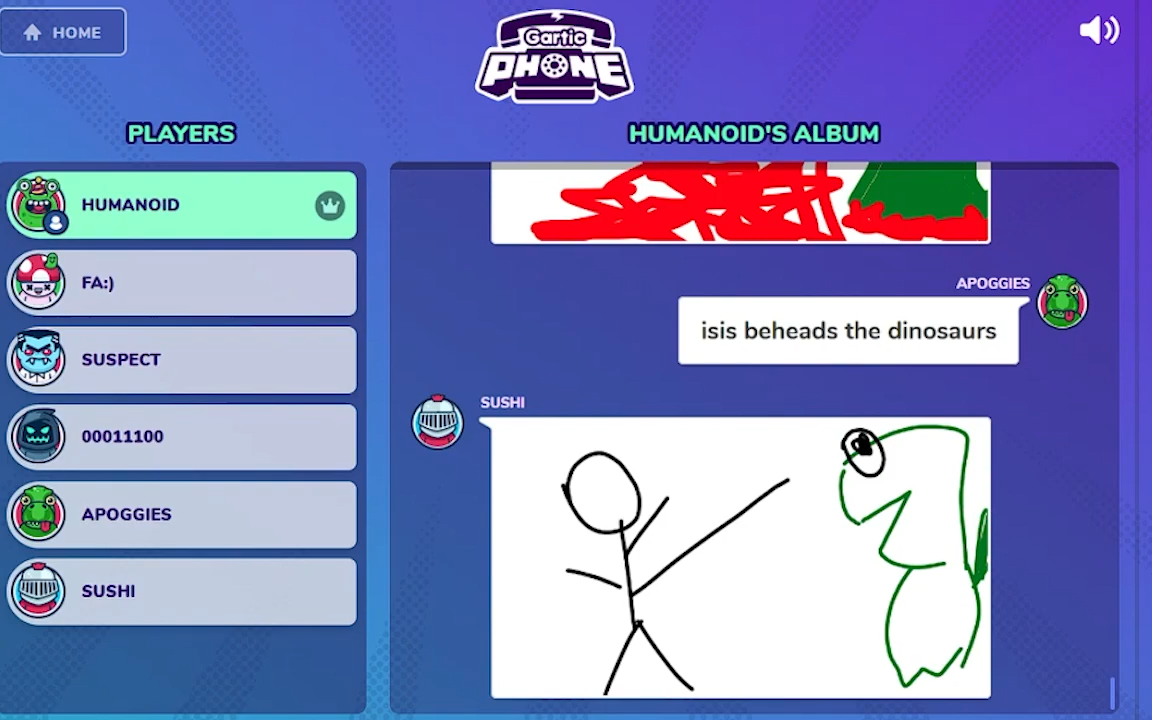 HOME
Gartic
PHONE
PLAYERS
HUMANOID'S ALBUM
HUMANOID
FA:)
SUSPECT
00011100
APOGGIES
SUSHI
APOGGIES
isis beheads the dinosaurs
SUSHI